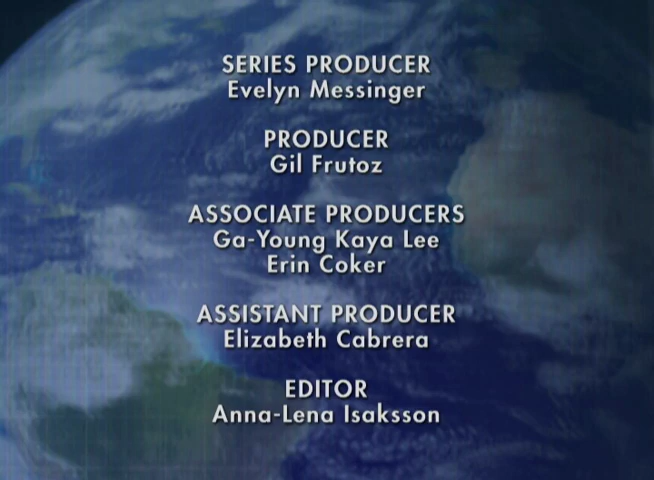 SERIES PRODUCER
Evelyn Messinger
PRODUCER
Gil Frutoz
ASSOCIATE PRODUCERS
Ga-Young Kaya Lee
Erin Coker
ASSISTANT PRODUCER
Elizabeth Cabrera
EDITOR
Anna-Lena Isaksson